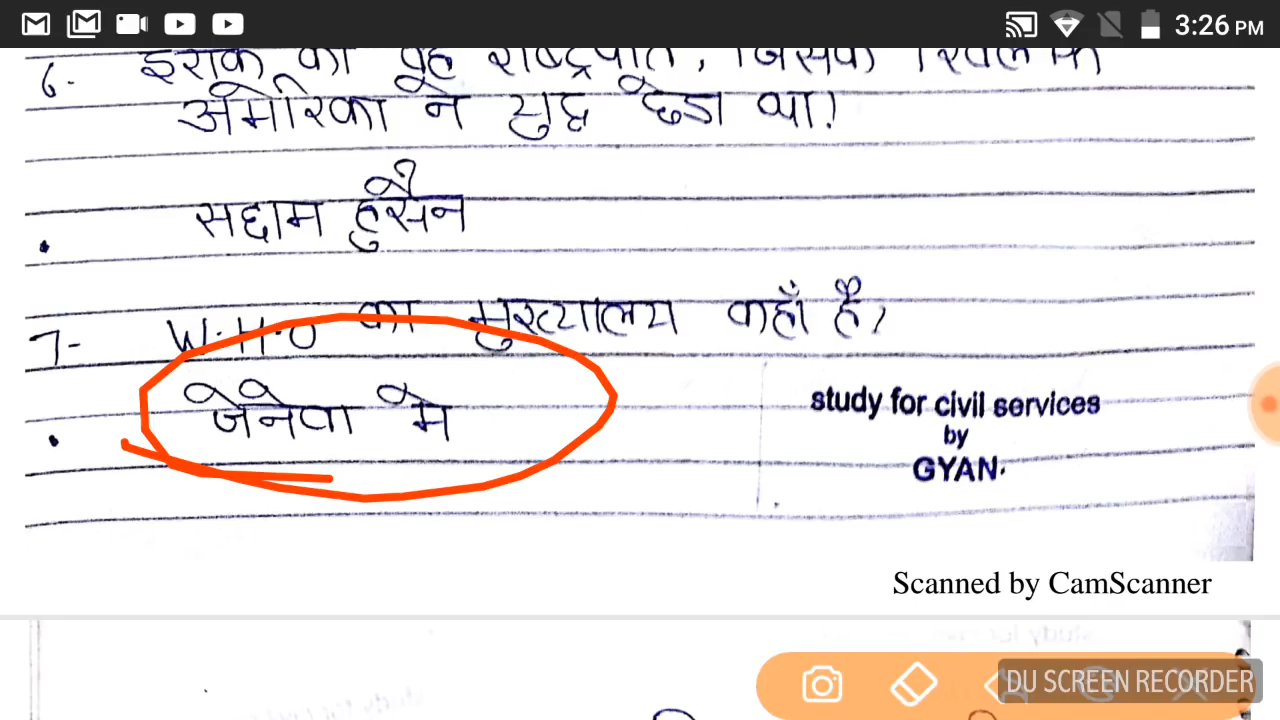 3:26 PM
6- इराक का वह राष्ट्रपति, जिसके खिलाफ
अमेरिका ने युद्ध छेडा था!
सद्दाम हुसैन
7- W.H.O का मुख्यालय कहाँ है?
जेनेवा मे
study for civil services
by
GYAN.
Scanned by CamScanner
DU SCREEN RECORDER